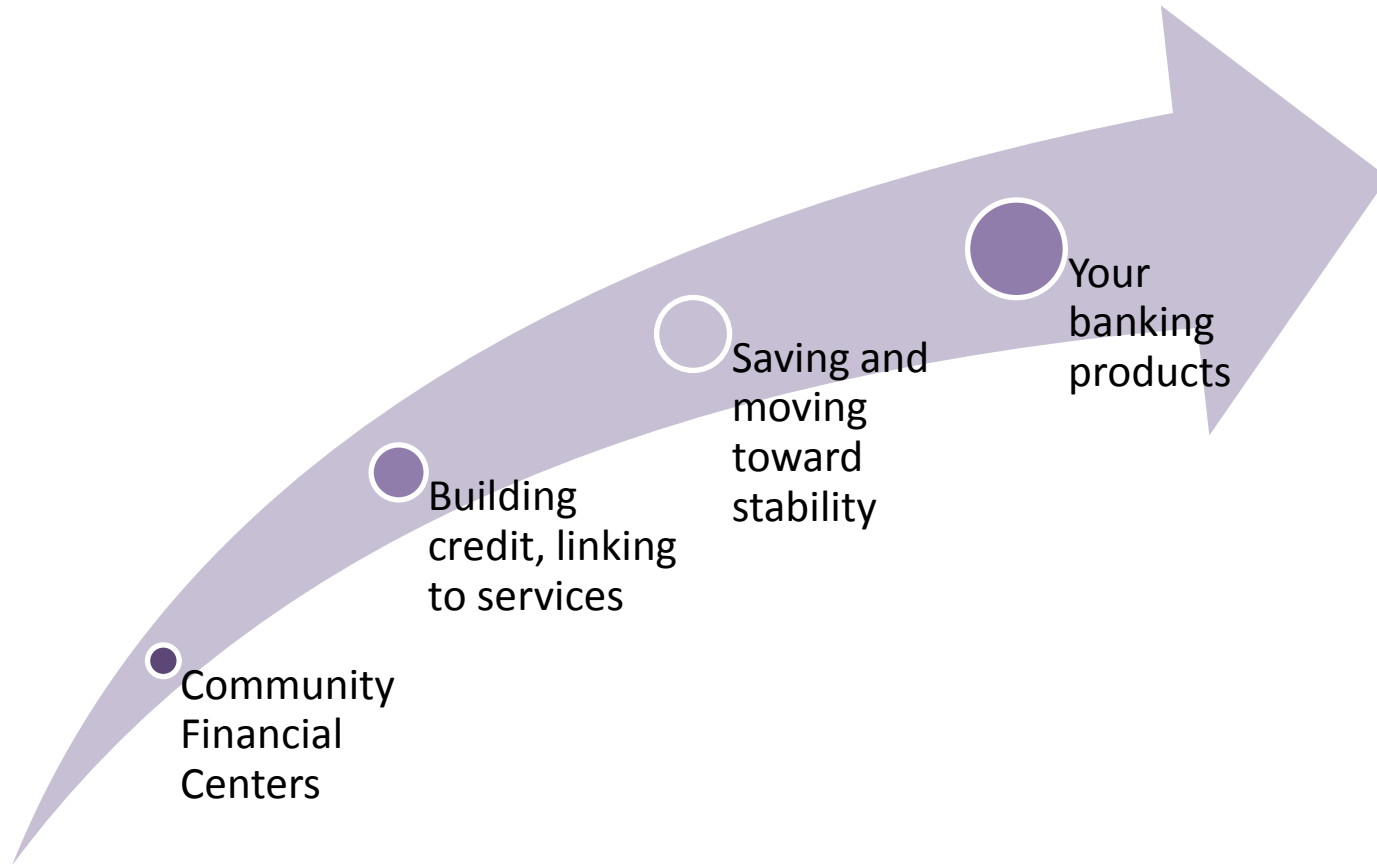 Community
Financial
Centers
Building
credit, linking
to services
Saving and
moving
toward
stability
Your
banking
products